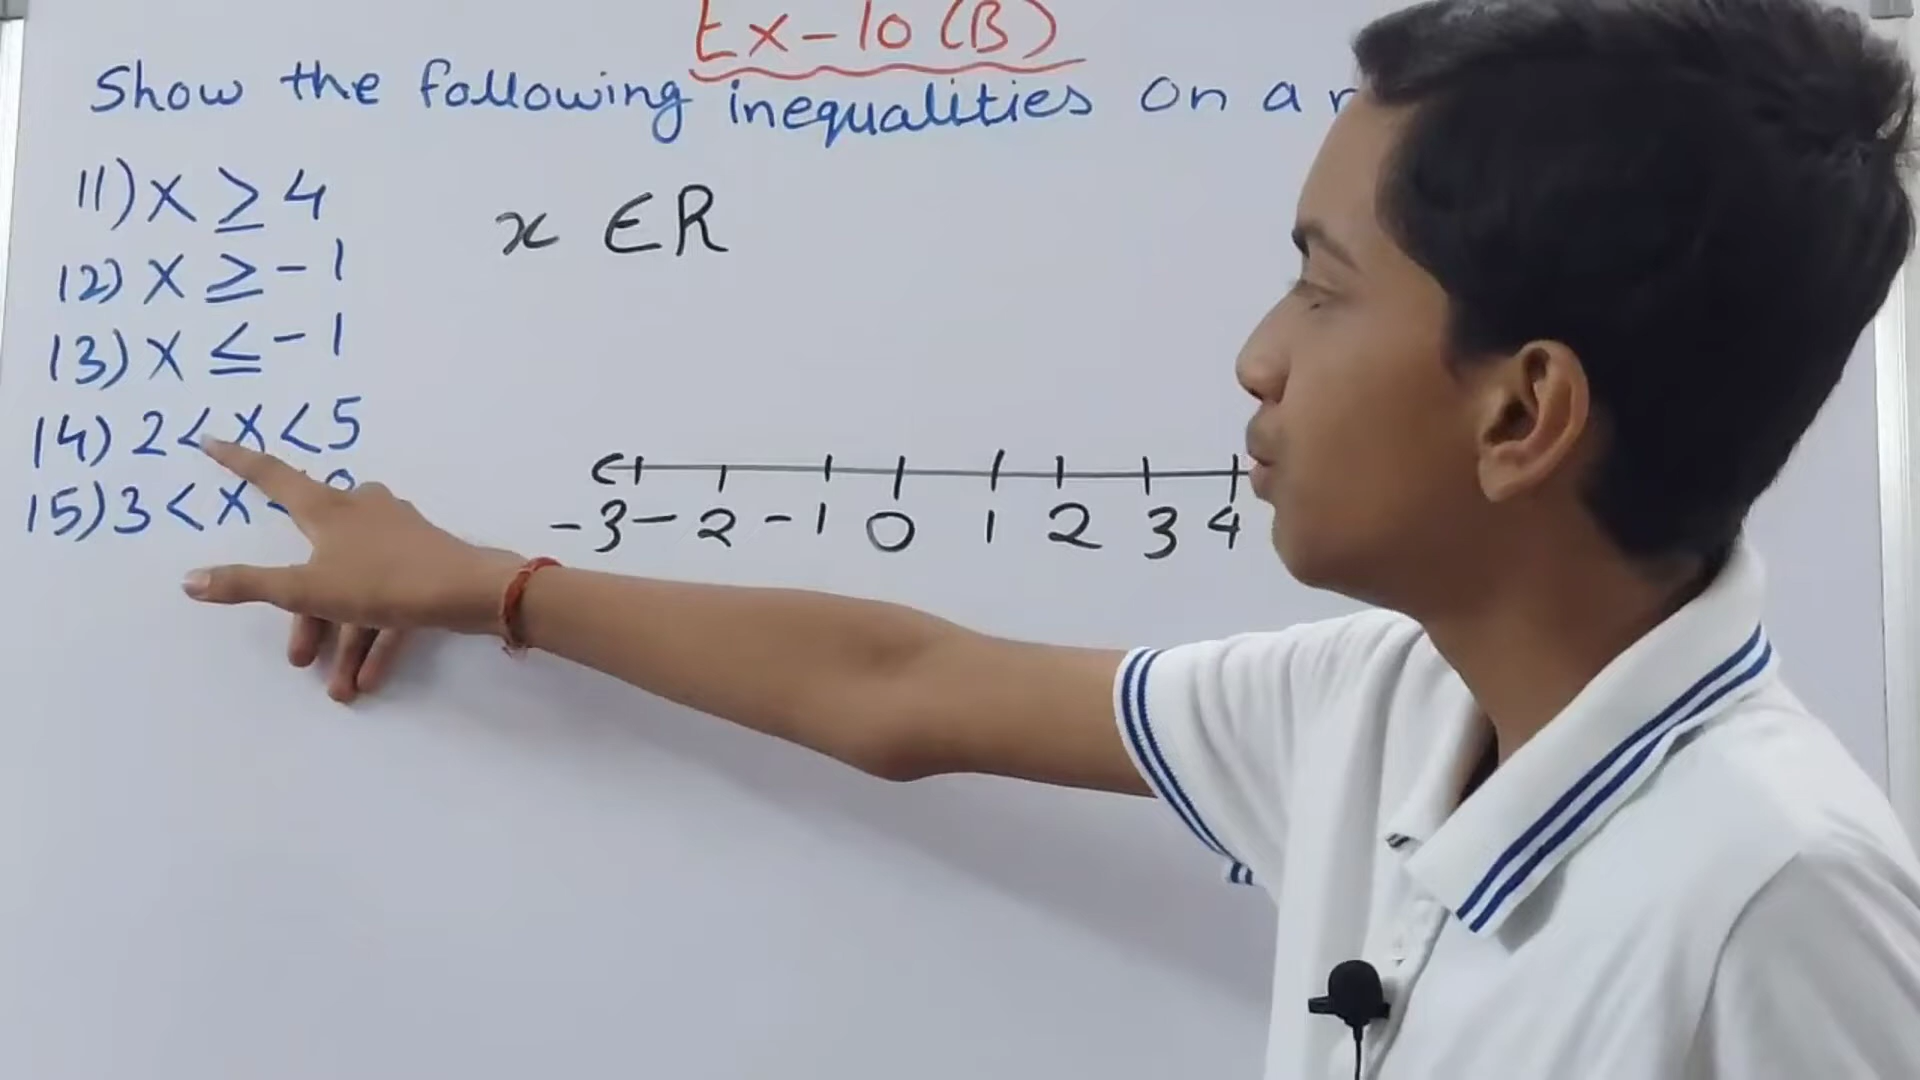 Ex-10 (B)
Show the following inequalities on a
11) x ≥ 4
x ∈ R
12) x ≥ -1
13) x ≤ -1
14) 2 < x < 5
15) 3 < x <
-3 -2 -1 0 1 2 3 4